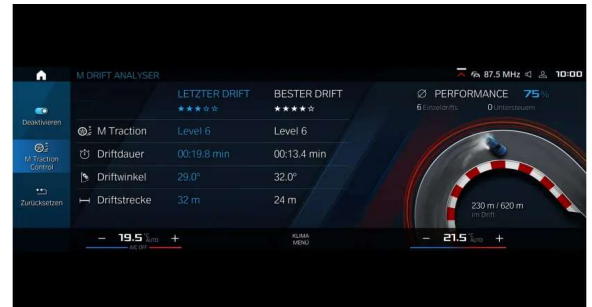 M DRIFT ANALYSER
87.5 MHz 10:00
Deaktivieren
M Traction
Control
Zurücksetzen
LETZTER DRIFT BESTER DRIFT
★★★☆☆ ★★★★☆
M Traction Level 6 Level 6
Driftdauer 00:19.8 min 00:13.4 min
Driftwinkel 29.0° 32.0°
Driftstrecke 32 m 24 m
Ø PERFORMANCE 75%
6 Einzeldrifts 0 Untersteuern
230 m / 620 m
im Drift
− 19.5 °C AUTO +
A/C OFF
KLIMA
MENÜ
− 21.5 °C AUTO +